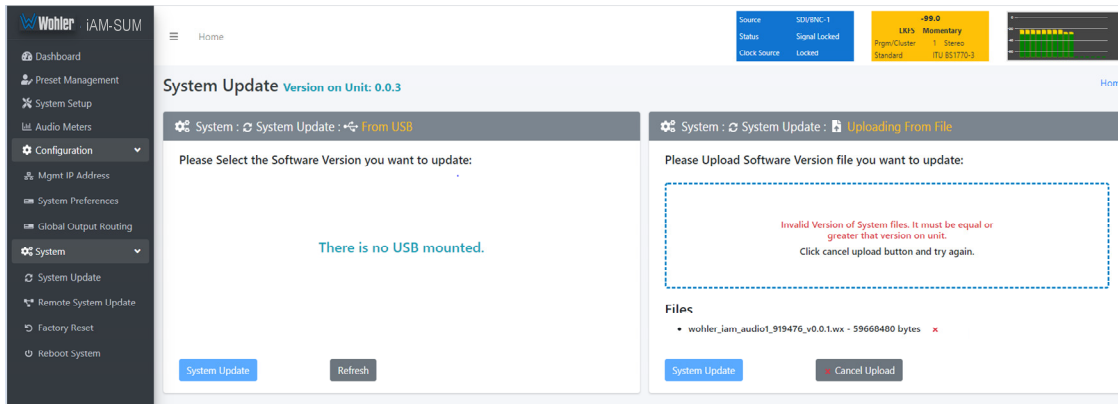 Wohler iAM-SUM
Dashboard
Preset Management
System Setup
Audio Meters
Configuration
Mgmt IP Address
System Preferences
Global Output Routing
System
System Update
Remote System Update
Factory Reset
Reboot System
Home
Source SDI/BNC-1
Status Signal Locked
Clock Source Locked
-99.0
LKFS Momentary
Prgm/Cluster 1 Stereo
Standard ITU BS1770-3
System Update Version on Unit: 0.0.3
Hom
System : System Update : From USB
Please Select the Software Version you want to update:
There is no USB mounted.
System Update
Refresh
System : System Update : Uploading From File
Please Upload Software Version file you want to update:
Invalid Version of System files. It must be equal or
greater that version on unit.
Click cancel upload button and try again.
Files
• wohler_iam_audio1_919476_v0.0.1.wx - 59668480 bytes x
System Update
x Cancel Upload